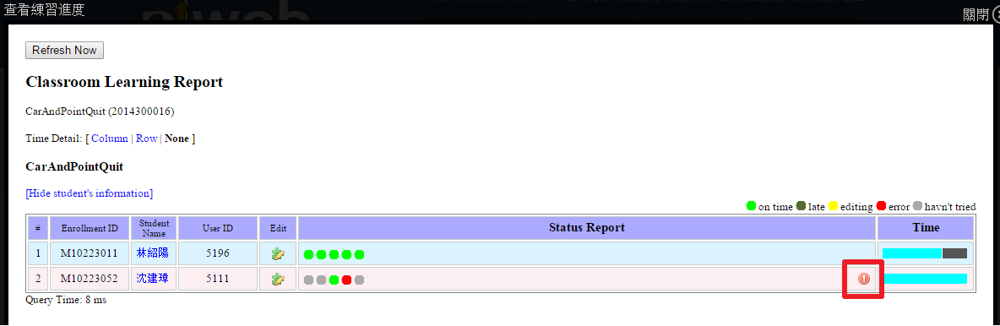 查看練習進度
關閉
Refresh Now
Classroom Learning Report
CarAndPointQuit (2014300016)
Time Detail: [ Column | Row | None ]
CarAndPointQuit
[Hide student's information]
on time late editing error havn't tried
# Enrollment ID Student Name User ID Edit Status Report Time
1 M10223011 林紹陽 5196
2 M10223052 沈建璋 5111
Query Time: 8 ms